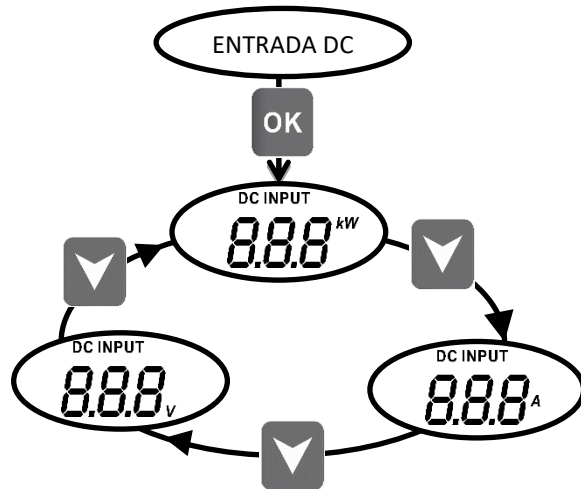 ENTRADA DC
OK
DC INPUT
8.8.8 kW
DC INPUT
8.8.8 V
DC INPUT
8.8.8 A